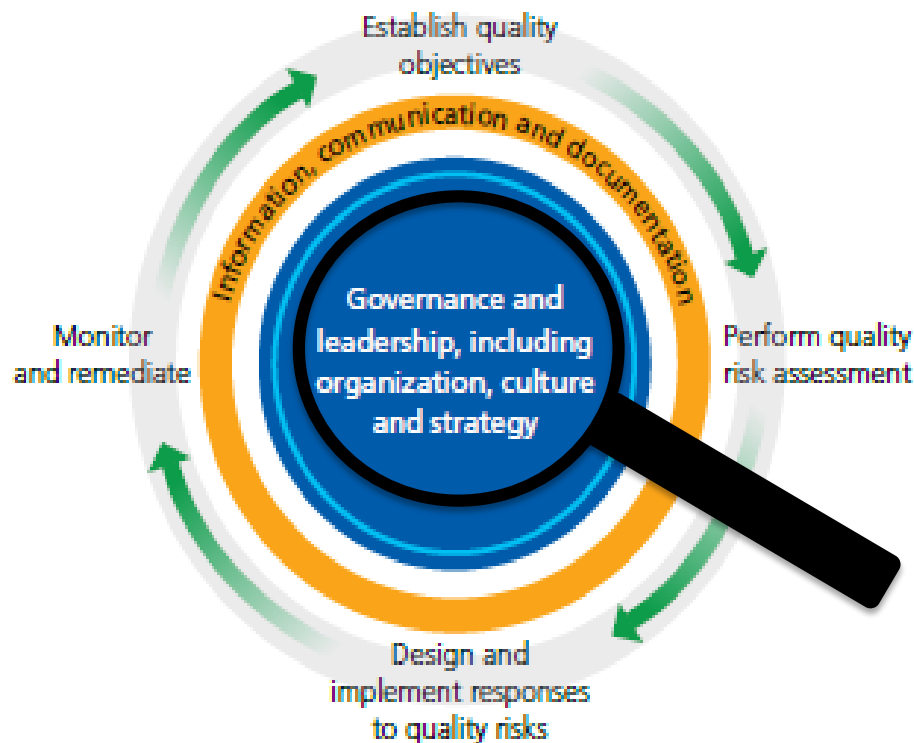 Establish quality
objectives
Information, communication and documentation
Governance and
leadership, including
organization, culture
and strategy
Monitor
and remediate
Perform quality
risk assessment
Design and
implement responses
to quality risks